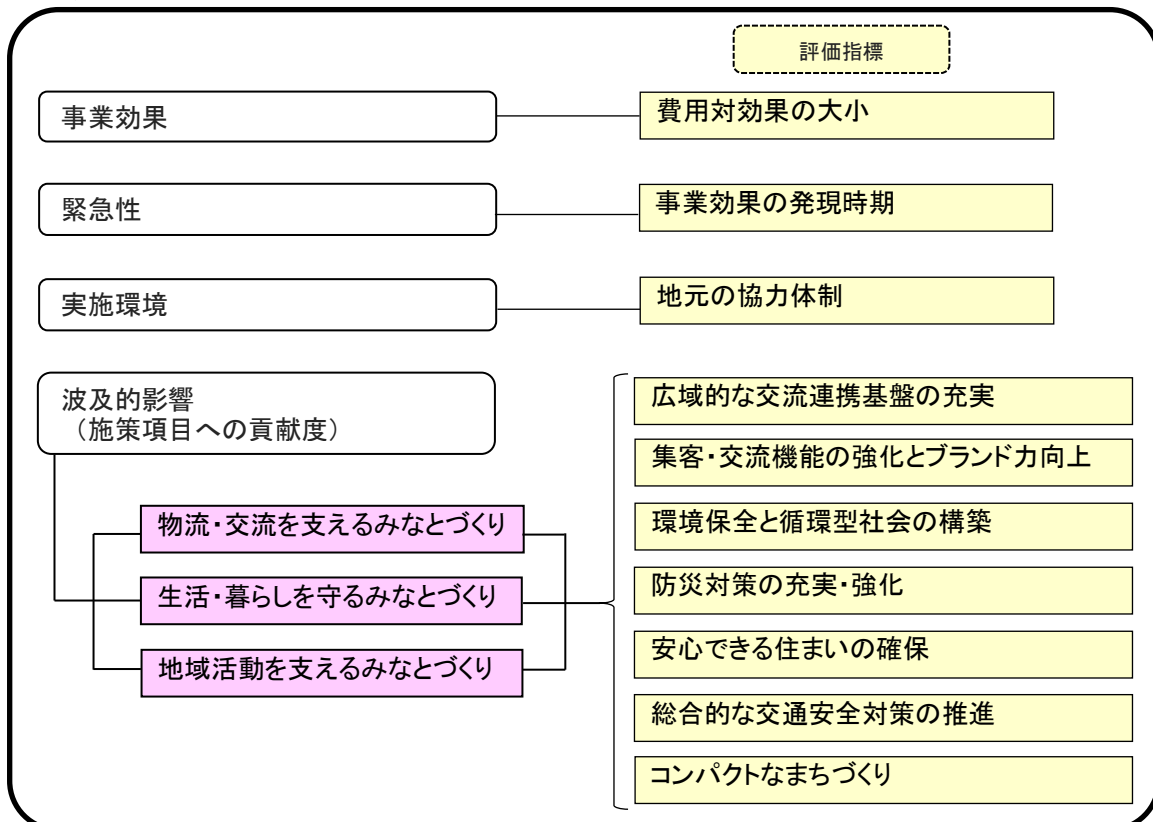 評価指標
事業効果
費用対効果の大小
緊急性
事業効果の発現時期
実施環境
地元の協力体制
波及的影響
（施策項目への貢献度）
物流・交流を支えるみなとづくり
生活・暮らしを守るみなとづくり
地域活動を支えるみなとづくり
広域的な交流連携基盤の充実
集客・交流機能の強化とブランド力向上
環境保全と循環型社会の構築
防災対策の充実・強化
安心できる住まいの確保
総合的な交通安全対策の推進
コンパクトなまちづくり